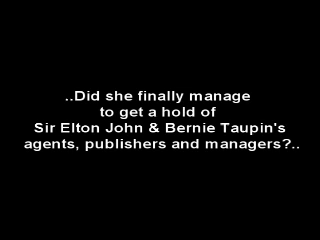 ..Did she finally manage
to get a hold of
Sir Elton John & Bernie Taupin's
agents, publishers and managers?..